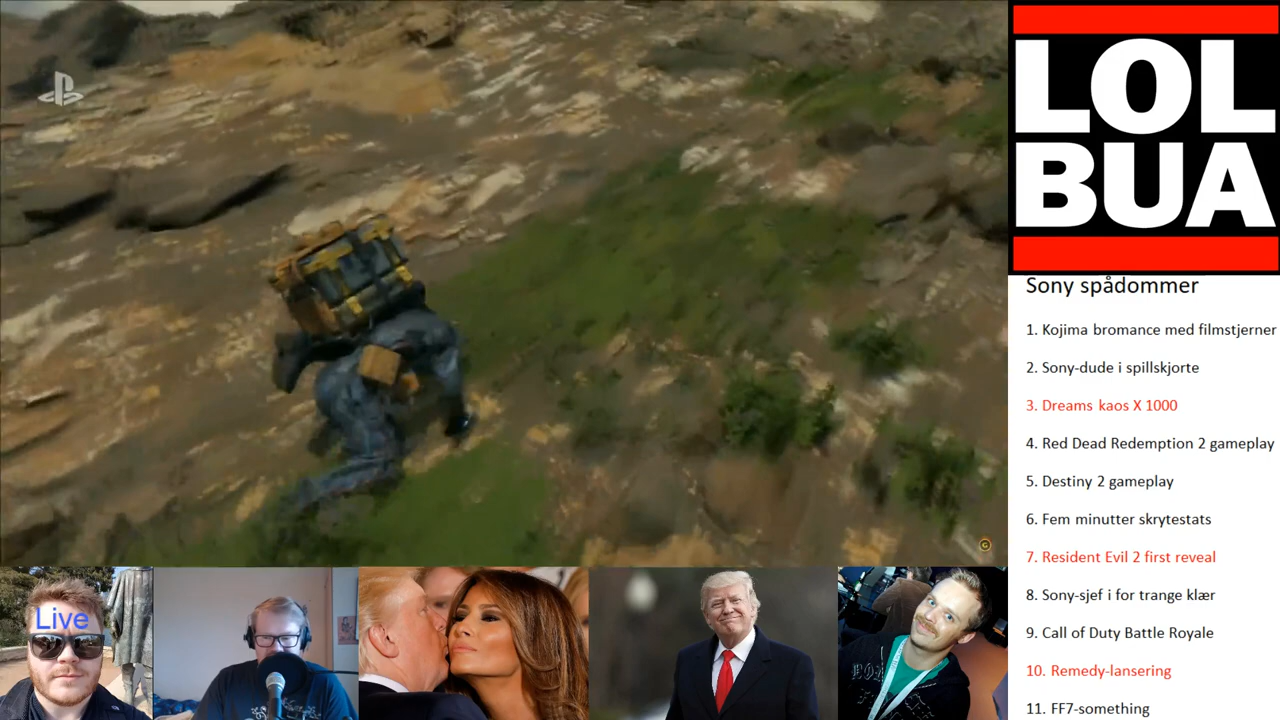 LOL
BUA
Sony spådommer
1. Kojima bromance med filmstjerner
2. Sony-dude i spillskjorte
3. Dreams kaos X 1000
4. Red Dead Redemption 2 gameplay
5. Destiny 2 gameplay
6. Fem minutter skrytestats
7. Resident Evil 2 first reveal
8. Sony-sjef i for trange klær
9. Call of Duty Battle Royale
10. Remedy-lansering
11. FF7-something
Live